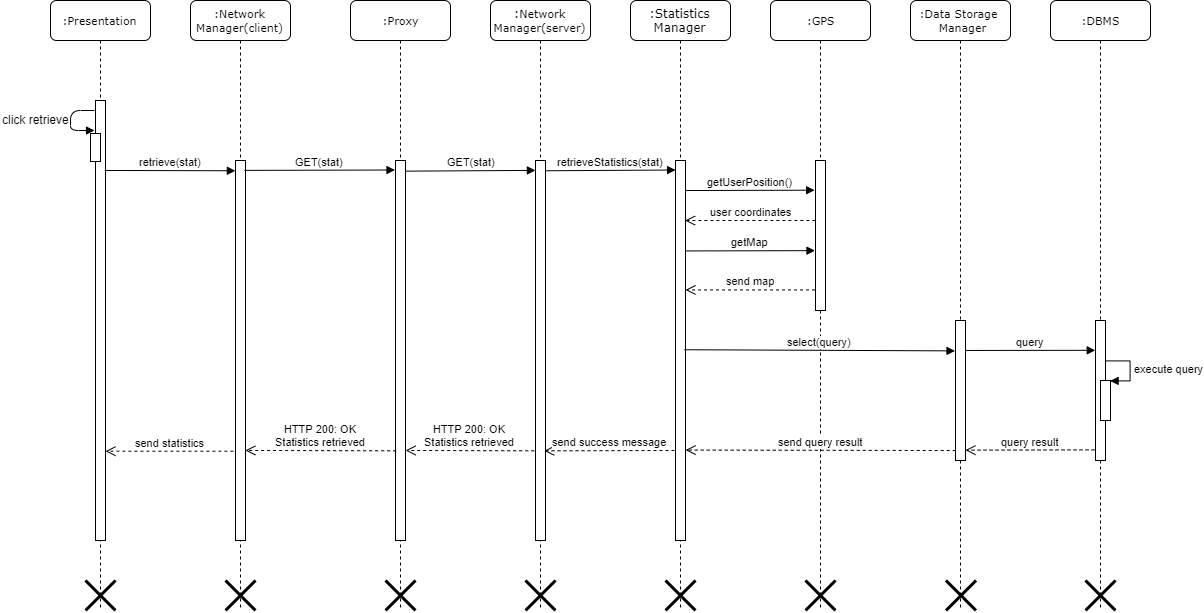 :Presentation
:Network
Manager(client)
:Proxy
:Network
Manager(server)
:Statistics
Manager
:GPS
:Data Storage
Manager
:DBMS
click retrieve
retrieve(stat)
GET(stat)
GET(stat)
retrieveStatistics(stat)
getUserPosition()
user coordinates
getMap
send map
select(query)
query
execute query
send statistics
HTTP 200: OK
Statistics retrieved
HTTP 200: OK
Statistics retrieved
send success message
send query result
query result